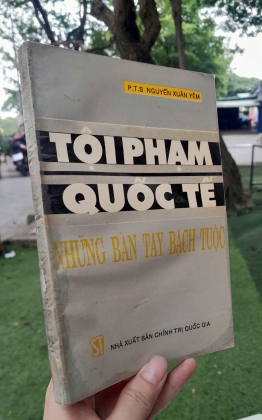 P.T.S NGUYỄN XUÂN YÊM
TỘI PHẠM
QUỐC TẾ
NHỮNG BÀN TAY BẠCH TUỘC
NHÀ XUẤT BẢN CHÍNH TRỊ QUỐC GIA